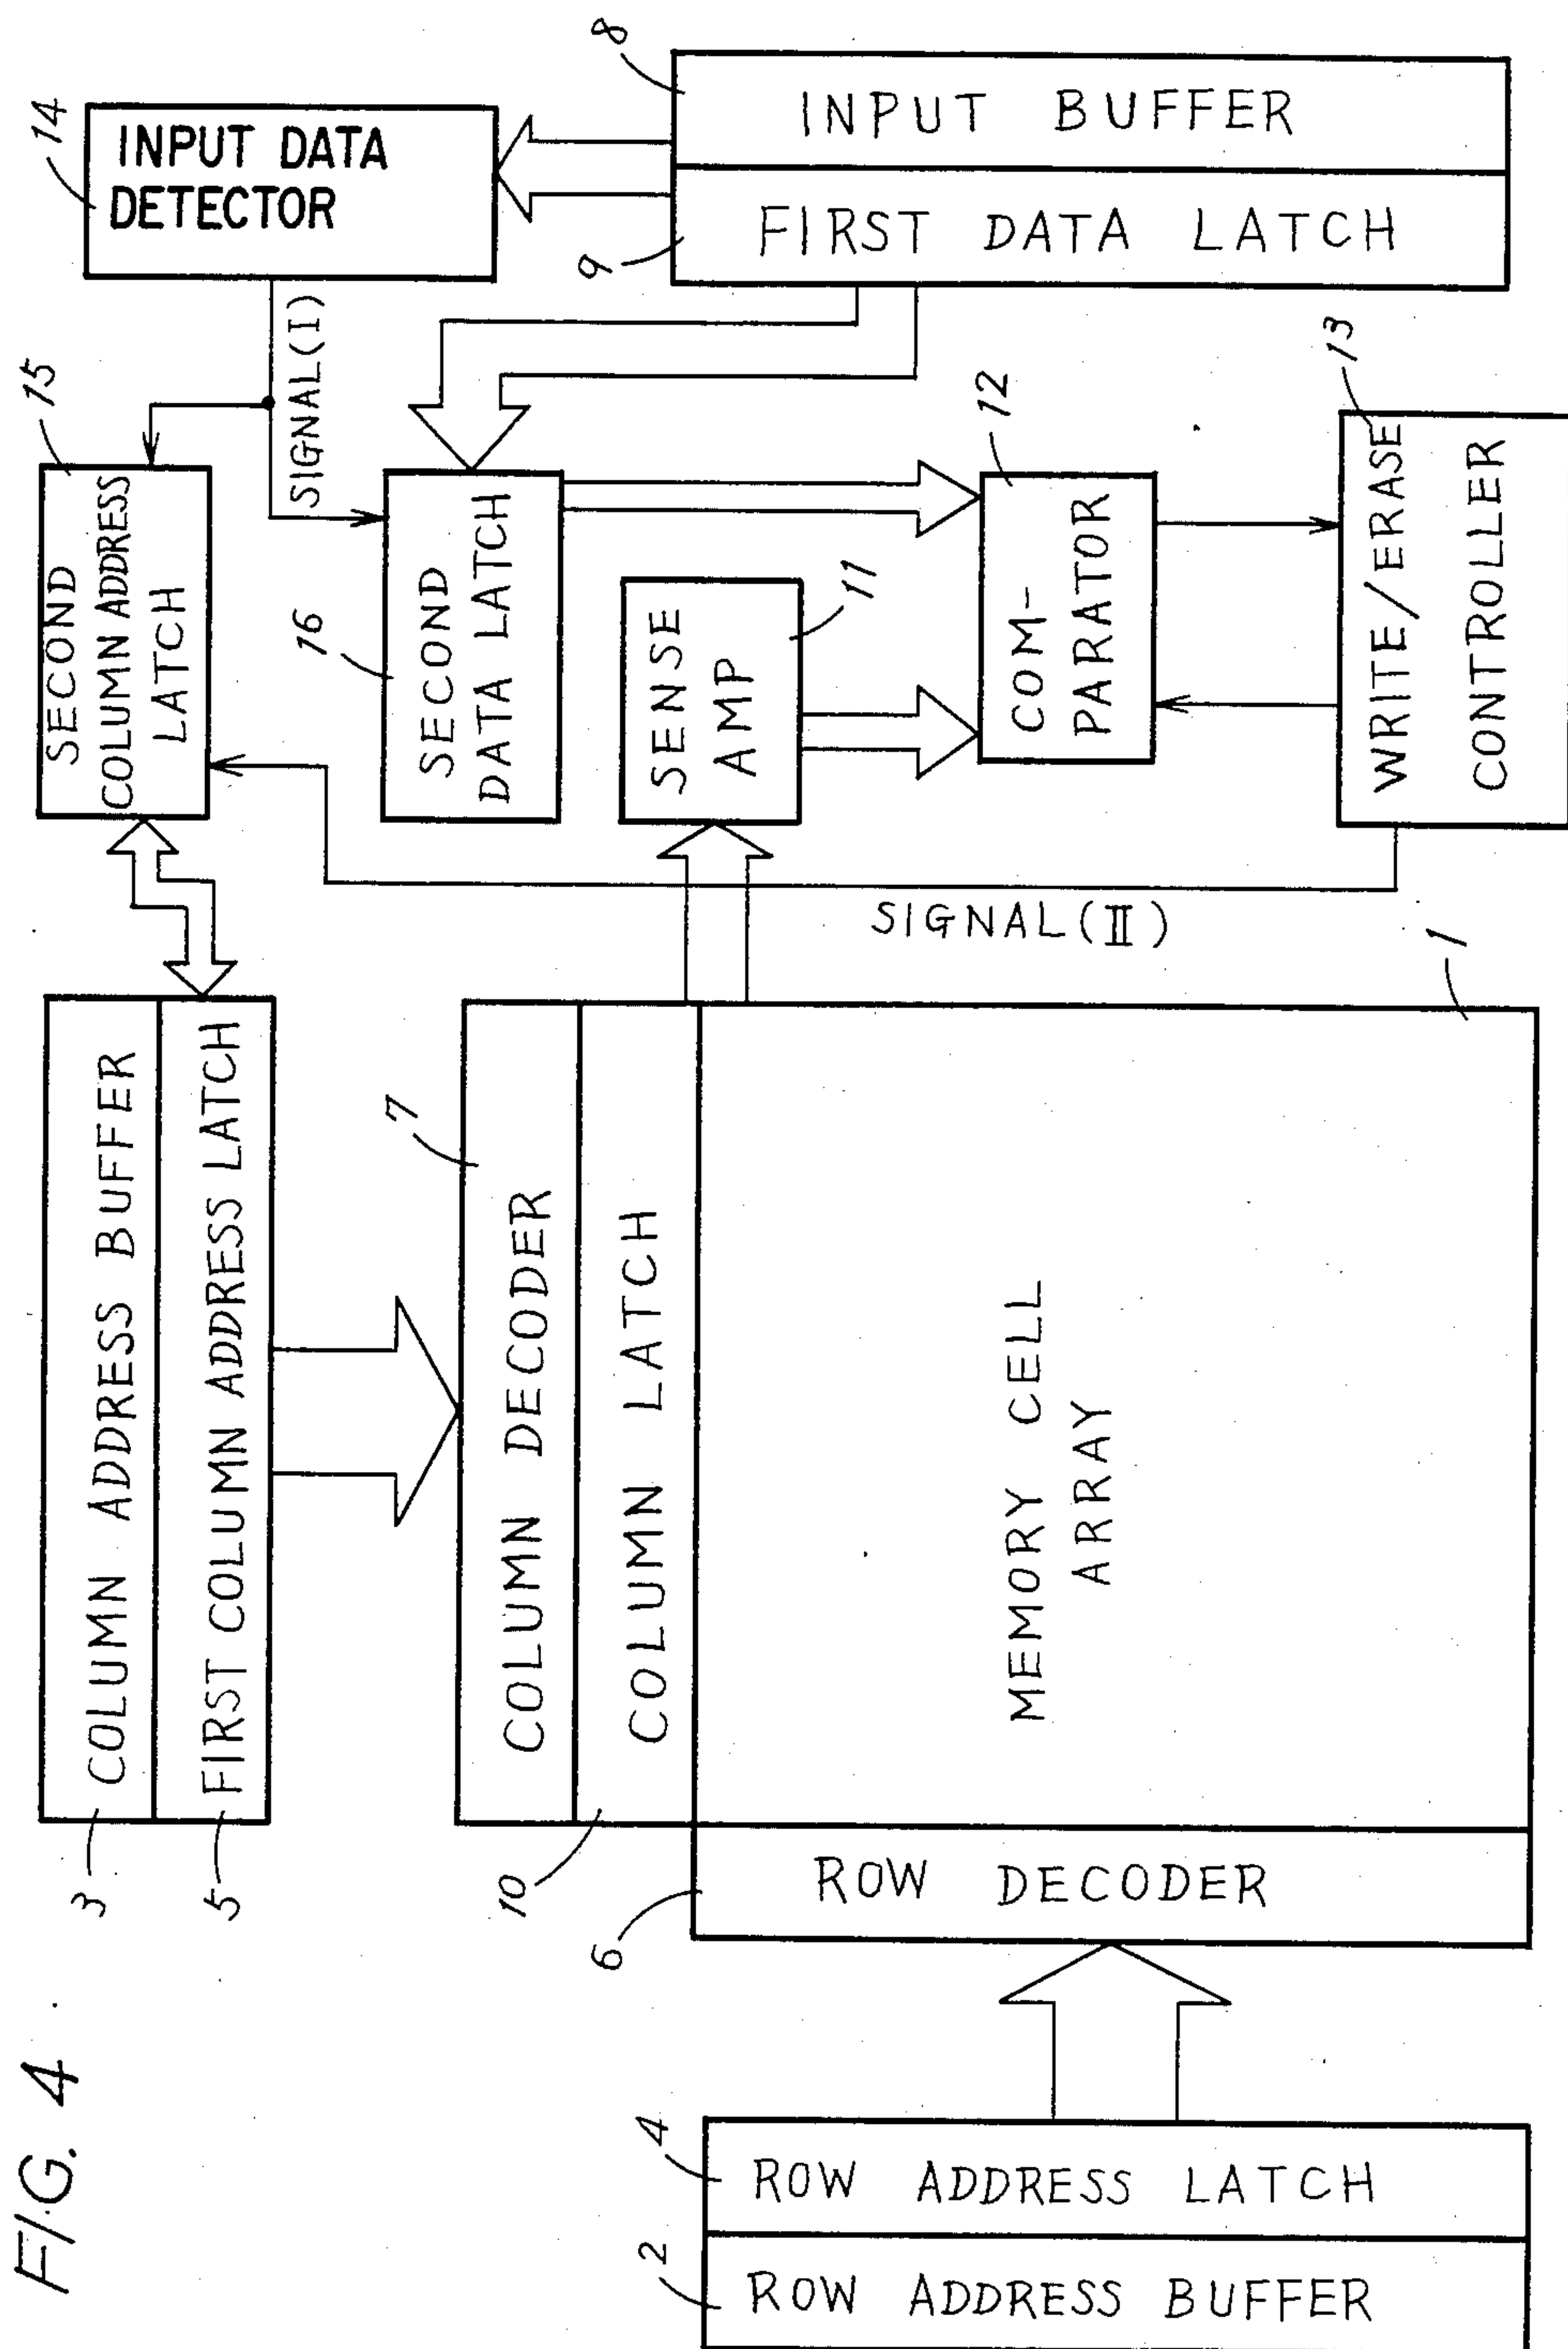 FIG. 4
3
COLUMN ADDRESS BUFFER
5
FIRST COLUMN ADDRESS LATCH
15
SECOND
COLUMN ADDRESS
LATCH
14
INPUT DATA
DETECTOR
SIGNAL(I)
16
SECOND
DATA LATCH
7
COLUMN DECODER
10
COLUMN LATCH
SENSE
AMP
11
8
INPUT BUFFER
9
FIRST DATA LATCH
SIGNAL(II)
12
COM-
PARATOR
13
WRITE/ERASE
CONTROLLER
1
MEMORY CELL
ARRAY
6
ROW DECODER
4
ROW ADDRESS LATCH
2
ROW ADDRESS BUFFER